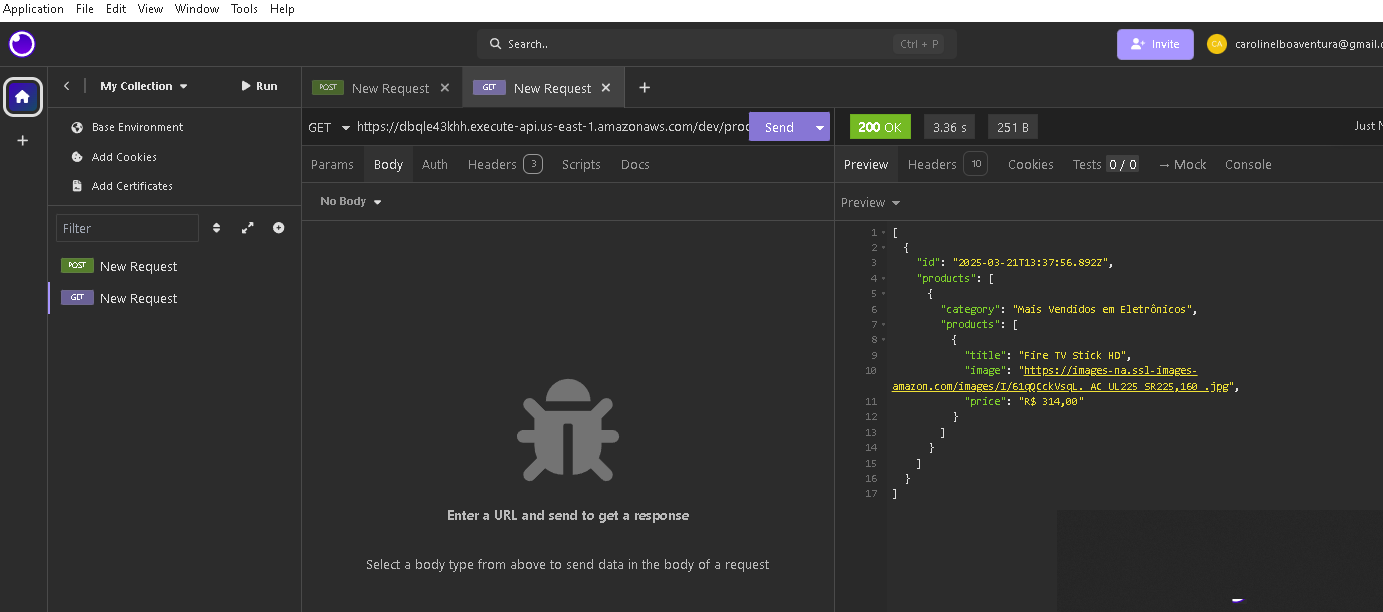 Application File Edit View Window Tools Help
Search.. Ctrl + P
Invite
CA
carolinelboaventura@gmail.c
My Collection
Run
POST New Request
GET New Request
Base Environment
Add Cookies
Add Certificates
Filter
POST New Request
GET New Request
GET https://dbqle43khh.execute-api.us-east-1.amazonaws.com/dev/prod
Send
Params Body Auth Headers 3 Scripts Docs
No Body
Enter a URL and send to get a response
Select a body type from above to send data in the body of a request
200 OK 3.36 s 251 B
Just
Preview Headers 10 Cookies Tests 0 / 0 → Mock Console
Preview
1 [
2 {
3 "id": "2025-03-21T13:37:56.892Z",
4 "products": [
5 {
6 "category": "Mais Vendidos em Eletrônicos",
7 "products": [
8 {
9 "title": "Fire TV Stick HD",
10 "image": "https://images-na.ssl-images-
amazon.com/images/I/61qQCckVsqL._AC_UL225_SR225,160_.jpg",
11 "price": "R$ 314,00"
12 }
13 ]
14 }
15 ]
16 }
17 ]